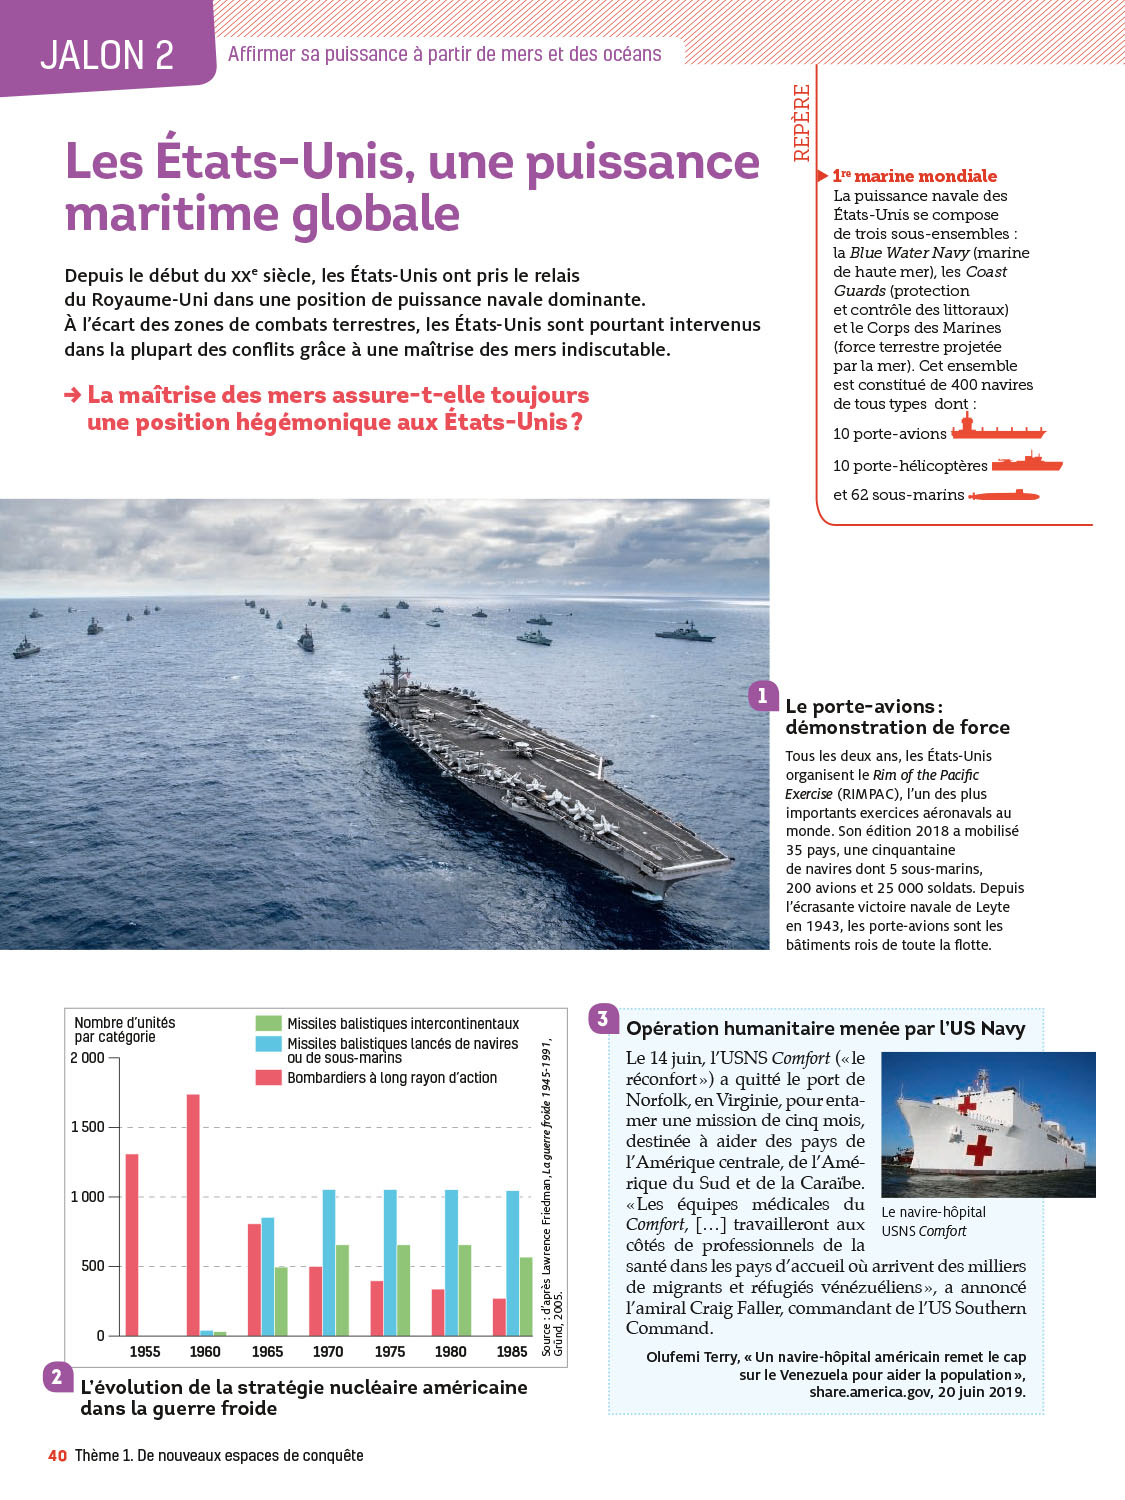 JALON 2
Affirmer sa puissance à partir de mers et des océans
Les États-Unis, une puissance
maritime globale
Depuis le début du XXe siècle, les États-Unis ont pris le relais
du Royaume-Uni dans une position de puissance navale dominante.
À l'écart des zones de combats terrestres, les États-Unis sont pourtant intervenus
dans la plupart des conflits grâce à une maîtrise des mers indiscutable.
→ La maîtrise des mers assure-t-elle toujours
une position hégémonique aux États-Unis ?
REPÈRE
1re marine mondiale
La puissance navale des
États-Unis se compose
de trois sous-ensembles :
la Blue Water Navy (marine
de haute mer), les Coast
Guards (protection
et contrôle des littoraux)
et le Corps des Marines
(force terrestre projetée
par la mer). Cet ensemble
est constitué de 400 navires
de tous types dont :
10 porte-avions
10 porte-hélicoptères
et 62 sous-marins
1
Le porte-avions :
démonstration de force
Tous les deux ans, les États-Unis
organisent le Rim of the Pacific
Exercise (RIMPAC), l'un des plus
importants exercices aéronavals au
monde. Son édition 2018 a mobilisé
35 pays, une cinquantaine
de navires dont 5 sous-marins,
200 avions et 25 000 soldats. Depuis
l'écrasante victoire navale de Leyte
en 1943, les porte-avions sont les
bâtiments rois de toute la flotte.
Nombre d'unités
par catégorie
Missiles balistiques intercontinentaux
Missiles balistiques lancés de navires
ou de sous-marins
Bombardiers à long rayon d'action
2 000
1 500
1 000
500
0
1955 1960 1965 1970 1975 1980 1985
Source : d'après Lawrence Friedman, La guerre froide 1945-1991,
Gründ, 2005.
2
L'évolution de la stratégie nucléaire américaine
dans la guerre froide
3
Opération humanitaire menée par l'US Navy
Le 14 juin, l'USNS Comfort (« le
réconfort ») a quitté le port de
Norfolk, en Virginie, pour enta-
mer une mission de cinq mois,
destinée à aider des pays de
l'Amérique centrale, de l'Amé-
rique du Sud et de la Caraïbe.
« Les équipes médicales du
Comfort, [...] travailleront aux
côtés de professionnels de la
santé dans les pays d'accueil où arrivent des milliers
de migrants et réfugiés vénézuéliens », a annoncé
l'amiral Craig Faller, commandant de l'US Southern
Command.
Le navire-hôpital
USNS Comfort
Olufemi Terry, « Un navire-hôpital américain remet le cap
sur le Venezuela pour aider la population »,
share.america.gov, 20 juin 2019.
40 Thème 1. De nouveaux espaces de conquête